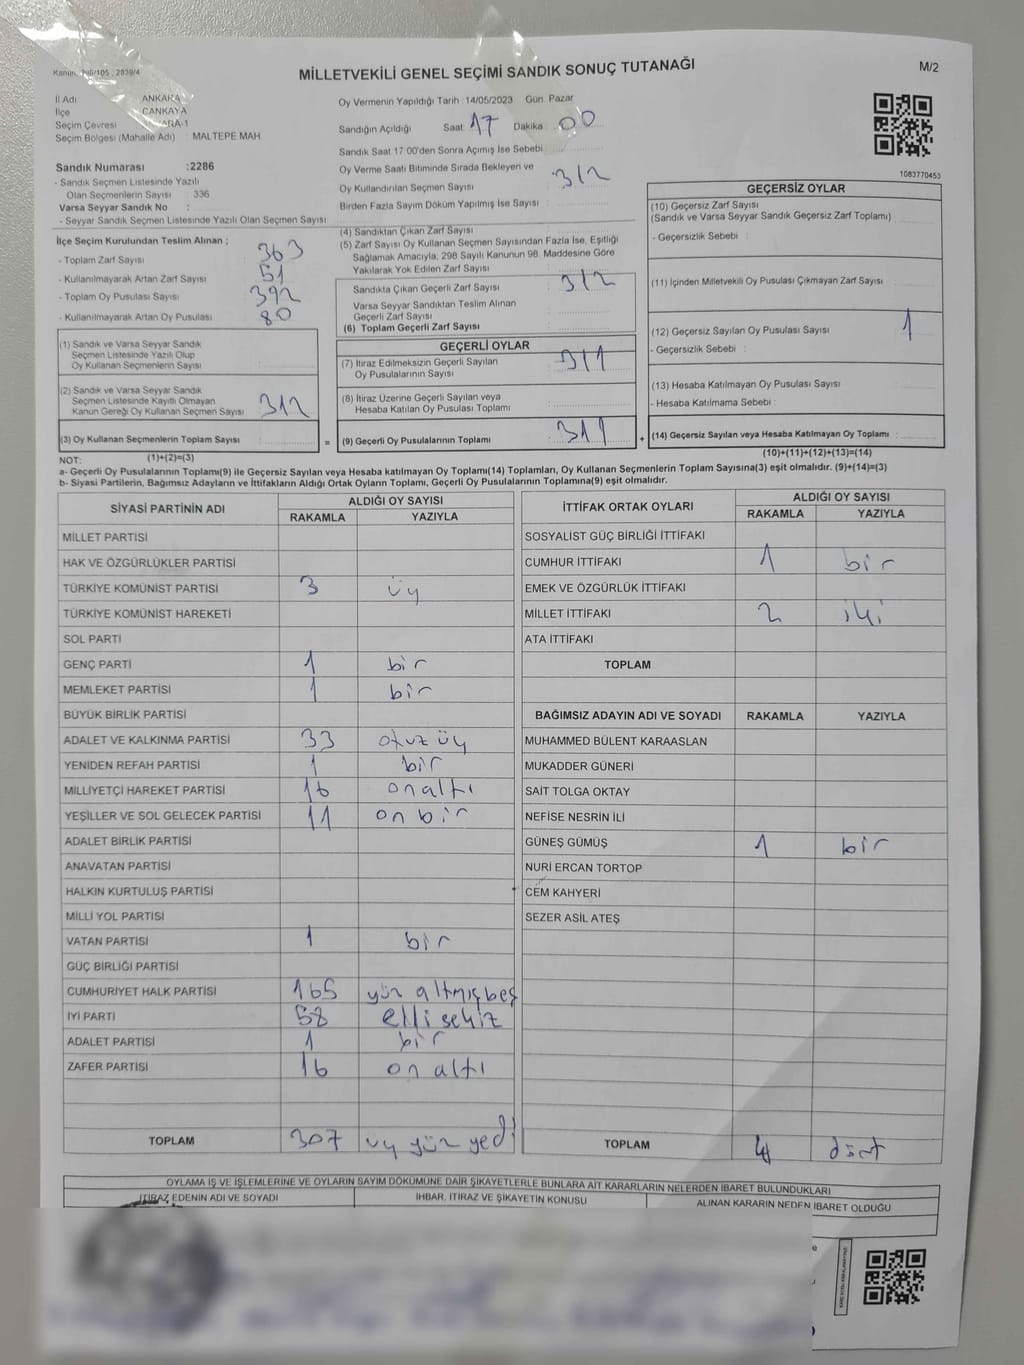 MİLLETVEKİLİ GENEL SEÇİMİ SANDIK SONUÇ TUTANAĞI
M/2
İl Adı ANKARA
İlçe ÇANKAYA
Seçim Çevresi ARA-1
Seçim Bölgesi (Mahalle Adı) : MALTEPE MAH
Sandık Numarası :2286
- Sandık Seçmen Listesinde Yazılı
Olan Seçmenlerin Sayısı : 336
Varsa Seyyar Sandık No :
- Seyyar Sandık Seçmen Listesinde Yazılı Olan Seçmen Sayısı
Oy Vermenin Yapıldığı Tarih :14/05/2023 Gün: Pazar
Sandığın Açıldığı Saat: 17 Dakika: 00
Sandık Saat 17:00'den Sonra Açımış İse Sebebi:
Oy Verme Saati Bitiminde Sırada Bekleyen ve
Oy Kullandırılan Seçmen Sayısı 312
Birden Fazla Sayım Döküm Yapılmış İse Sayısı :
1083770453
İlçe Seçim Kurulundan Teslim Alınan ;
- Toplam Zarf Sayısı 363
- Kullanılmayarak Artan Zarf Sayısı 51
- Toplam Oy Pusulası Sayısı 392
- Kullanılmayarak Artan Oy Pusulası 80
(1) Sandık ve Varsa Seyyar Sandık
Seçmen Listesinde Yazılı Olup
Oy Kullanan Seçmenlerin Sayısı
(2) Sandık ve Varsa Seyyar Sandık
Seçmen Listesinde Kayıtlı Olmayan
Kanun Gereği Oy Kullanan Seçmen Sayısı 312
(3) Oy Kullanan Seçmenlerin Toplam Sayısı
(1)+(2)=(3)
(4) Sandıktan Çıkan Zarf Sayısı
(5) Zarf Sayısı Oy Kullanan Seçmen Sayısından Fazla İse, Eşitliği
Sağlamak Amacıyla, 298 Sayılı Kanunun 98. Maddesine Göre
Yakılarak Yok Edilen Zarf Sayısı
Sandıkta Çıkan Geçerli Zarf Sayısı 312
Varsa Seyyar Sandıktan Teslim Alınan
Geçerli Zarf Sayısı
(6) Toplam Geçerli Zarf Sayısı
GEÇERLİ OYLAR
(7) İtiraz Edilmeksizin Geçerli Sayılan
Oy Pusulalarının Sayısı 311
(8) İtiraz Üzerine Geçerli Sayılan veya
Hesaba Katılan Oy Pusulası Toplamı
= (9) Geçerli Oy Pusulalarının Toplamı 311
GEÇERSİZ OYLAR
(10) Geçersiz Zarf Sayısı
(Sandık ve Varsa Seyyar Sandık Geçersiz Zarf Toplamı)
- Geçersizlik Sebebi :
(11) İçinden Milletvekili Oy Pusulası Çıkmayan Zarf Sayısı
(12) Geçersiz Sayılan Oy Pusulası Sayısı 1
- Geçersizlik Sebebi :
(13) Hesaba Katılmayan Oy Pusulası Sayısı
- Hesaba Katılmama Sebebi :
+ (14) Geçersiz Sayılan veya Hesaba Katılmayan Oy Toplamı :
(10)+(11)+(12)+(13)=(14)
NOT:
a- Geçerli Oy Pusulalarının Toplamı(9) ile Geçersiz Sayılan veya Hesaba katılmayan Oy Toplamı(14) Toplamları, Oy Kullanan Seçmenlerin Toplam Sayısına(3) eşit olmalıdır. (9)+(14)=(3)
b- Siyasi Partilerin, Bağımsız Adayların ve İttifakların Aldığı Ortak Oyların Toplamı, Geçerli Oy Pusulalarının Toplamına(9) eşit olmalıdır.
SİYASİ PARTİNİN ADI ALDIĞI OY SAYISI
RAKAMLA YAZIYLA
MİLLET PARTİSİ
HAK VE ÖZGÜRLÜKLER PARTİSİ
TÜRKİYE KOMÜNİST PARTİSİ 3 üç
TÜRKİYE KOMÜNİST HAREKETİ
SOL PARTİ
GENÇ PARTİ 1 bir
MEMLEKET PARTİSİ 1 bir
BÜYÜK BİRLİK PARTİSİ
ADALET VE KALKINMA PARTİSİ 33 otuz üç
YENİDEN REFAH PARTİSİ 1 bir
MİLLİYETÇİ HAREKET PARTİSİ 16 on altı
YEŞİLLER VE SOL GELECEK PARTİSİ 11 on bir
ADALET BİRLİK PARTİSİ
ANAVATAN PARTİSİ
HALKIN KURTULUŞ PARTİSİ
MİLLİ YOL PARTİSİ
VATAN PARTİSİ 1 bir
GÜÇ BİRLİĞİ PARTİSİ
CUMHURİYET HALK PARTİSİ 165 yüz altmışbeş
İYİ PARTİ 58 elli sekiz
ADALET PARTİSİ 1 bir
ZAFER PARTİSİ 16 on altı
TOPLAM 307 üç yüz yedi
İTTİFAK ORTAK OYLARI ALDIĞI OY SAYISI
RAKAMLA YAZIYLA
SOSYALİST GÜÇ BİRLİĞİ İTTİFAKI
CUMHUR İTTİFAKI 1 bir
EMEK VE ÖZGÜRLÜK İTTİFAKI
MİLLET İTTİFAKI 2 iki
ATA İTTİFAKI
TOPLAM
BAĞIMSIZ ADAYIN ADI VE SOYADI RAKAMLA YAZIYLA
MUHAMMED BÜLENT KARAASLAN
MUKADDER GÜNERİ
SAİT TOLGA OKTAY
NEFİSE NESRİN İLİ
GÜNEŞ GÜMÜŞ 1 bir
NURİ ERCAN TORTOP
CEM KAHYERİ
SEZER ASİL ATEŞ
TOPLAM 4 dört
OYLAMA İŞ VE İŞLEMLERİNE VE OYLARIN SAYIM DÖKÜMÜNE DAİR ŞİKAYETLERLE BUNLARA AİT KARARLARIN NELERDEN İBARET BULUNDUKLARI
İTİRAZ EDENİN ADI VE SOYADI İHBAR, İTİRAZ VE ŞİKAYETİN KONUSU ALINAN KARARIN NEDEN İBARET OLDUĞU